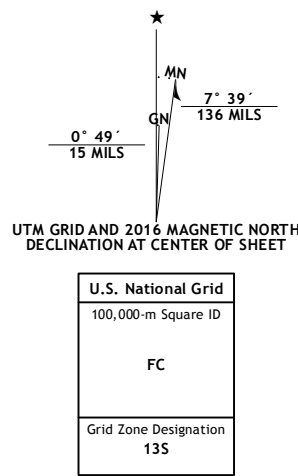 ★
MN
7° 39´
136 MILS
GN
0° 49´
15 MILS
UTM GRID AND 2016 MAGNETIC NORTH
DECLINATION AT CENTER OF SHEET
U.S. National Grid
100,000-m Square ID
FC
Grid Zone Designation
13S